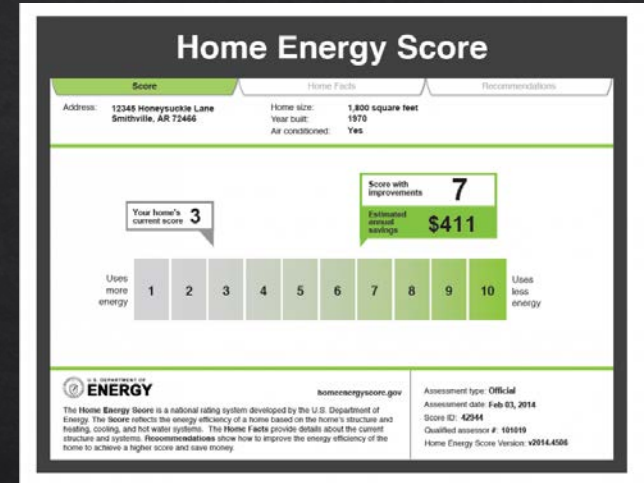 Home Energy Score
Score
Home Facts
Recommendations
Address: 12345 Honeysuckle Lane
Smithville, AR 72466
Home size: 1,800 square feet
Year built: 1970
Air conditioned: Yes
Your home's
current score 3
Score with
improvements 7
Estimated
annual
savings $411
Uses
more
energy
1 2 3 4 5 6 7 8 9 10
Uses
less
energy
U.S. DEPARTMENT OF
ENERGY
homeenergyscore.gov
The Home Energy Score is a national rating system developed by the U.S. Department of
Energy. The Score reflects the energy efficiency of a home based on the home's structure and
heating, cooling, and hot water systems. The Home Facts provide details about the current
structure and systems. Recommendations show how to improve the energy efficiency of the
home to achieve a higher score and save money.
Assessment type: Official
Assessment date: Feb 03, 2014
Score ID: 42944
Qualified assessor #: 101019
Home Energy Score Version: v2014.4506